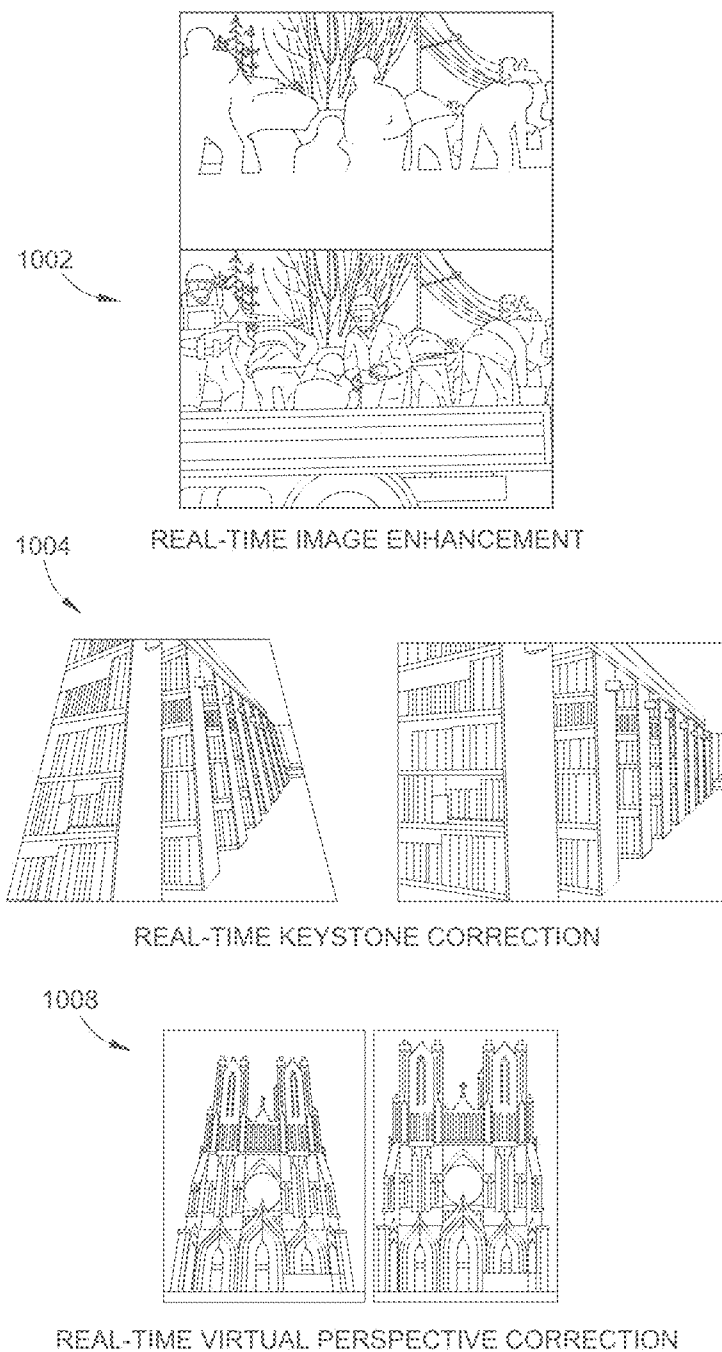 1002
REAL-TIME IMAGE ENHANCEMENT
1004
REAL-TIME KEYSTONE CORRECTION
1008
REAL-TIME VIRTUAL PERSPECTIVE CORRECTION